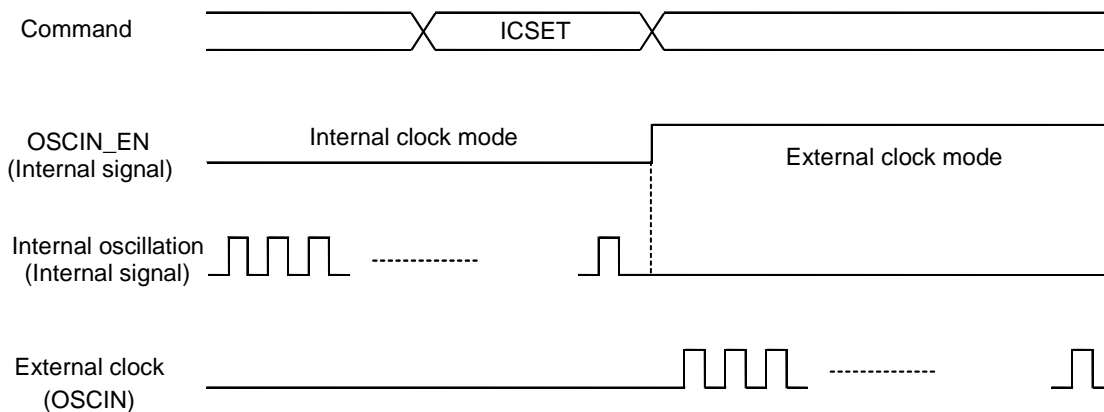 Command
ICSET
OSCIN_EN
(Internal signal)
Internal clock mode
External clock mode
Internal oscillation
(Internal signal)
External clock
(OSCIN)